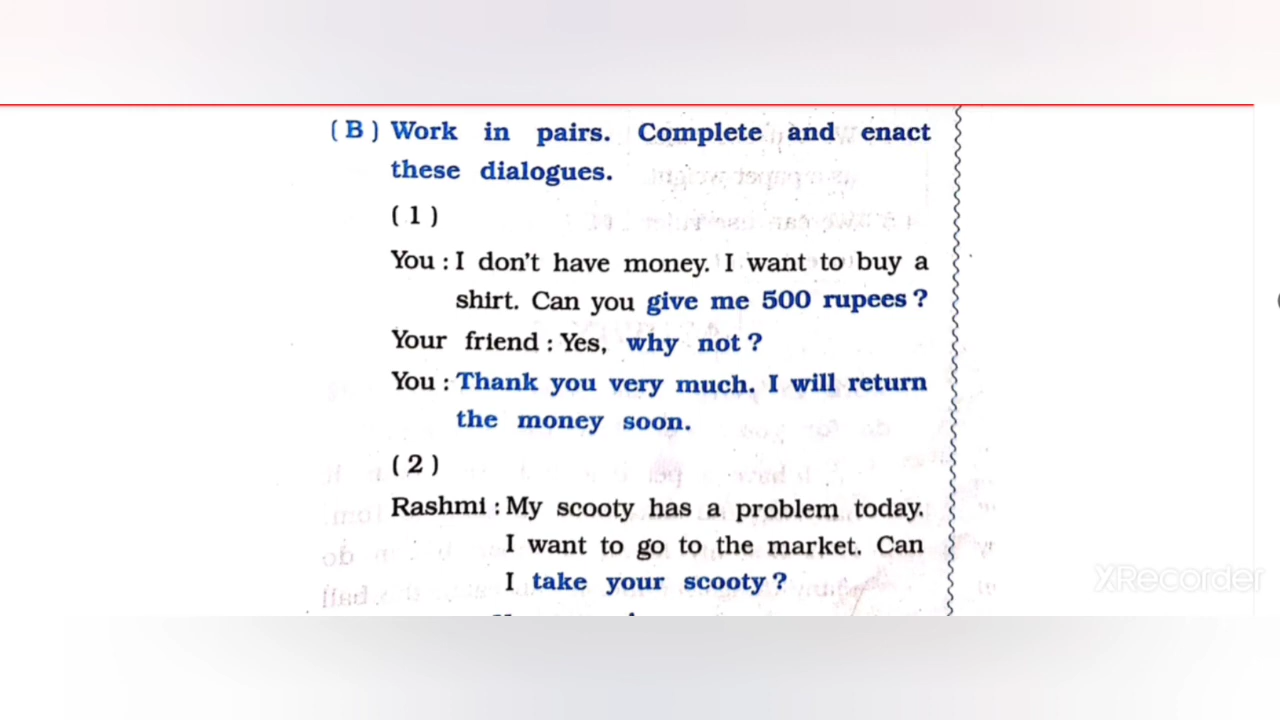 ( B ) Work in pairs. Complete and enact
these dialogues.
( 1 )
You : I don't have money. I want to buy a
shirt. Can you give me 500 rupees ?
Your friend : Yes, why not ?
You : Thank you very much. I will return
the money soon.
( 2 )
Rashmi : My scooty has a problem today.
I want to go to the market. Can
I take your scooty ?
XRecorder